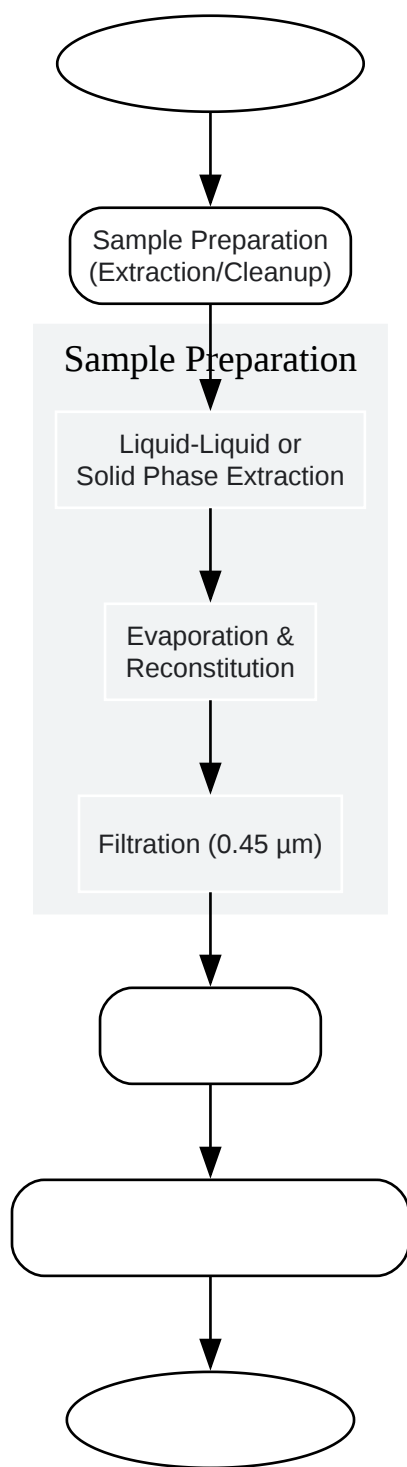 Sample Preparation
(Extraction/Cleanup)
Sample Preparation
Liquid-Liquid or
Solid Phase Extraction
Evaporation &
Reconstitution
Filtration (0.45 µm)